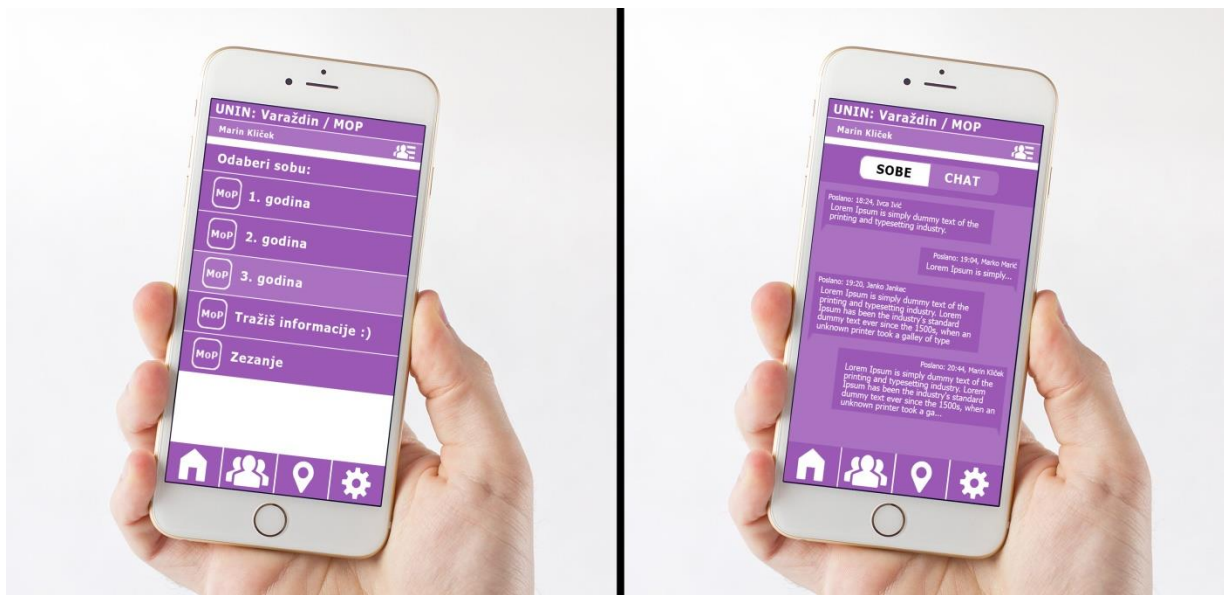 UNIN: Varaždin / MOP
Marin Kliček
Odaberi sobu:
MoP 1. godina
MoP 2. godina
MoP 3. godina
MoP Tražiš informacije :)
MoP Zezanje
UNIN: Varaždin / MOP
Marin Kliček
SOBE CHAT
Poslano: 18:24, Ivca Ivić
Lorem Ipsum is simply dummy text of the
printing and typesetting industry.
Poslano: 19:04, Marko Marić
Lorem Ipsum is simply...
Poslano: 19:20, Janko Jankac
Lorem Ipsum is simply dummy text of the
printing and typesetting industry. Lorem
Ipsum has been the industry's standard
dummy text ever since the 1500s, when an
unknown printer took a galley of type
Poslano: 20:44, Marin Kliček
Lorem Ipsum is simply dummy text of the
printing and typesetting industry. Lorem
Ipsum has been the industry's standard
dummy text ever since the 1500s, when an
unknown printer took a ga...